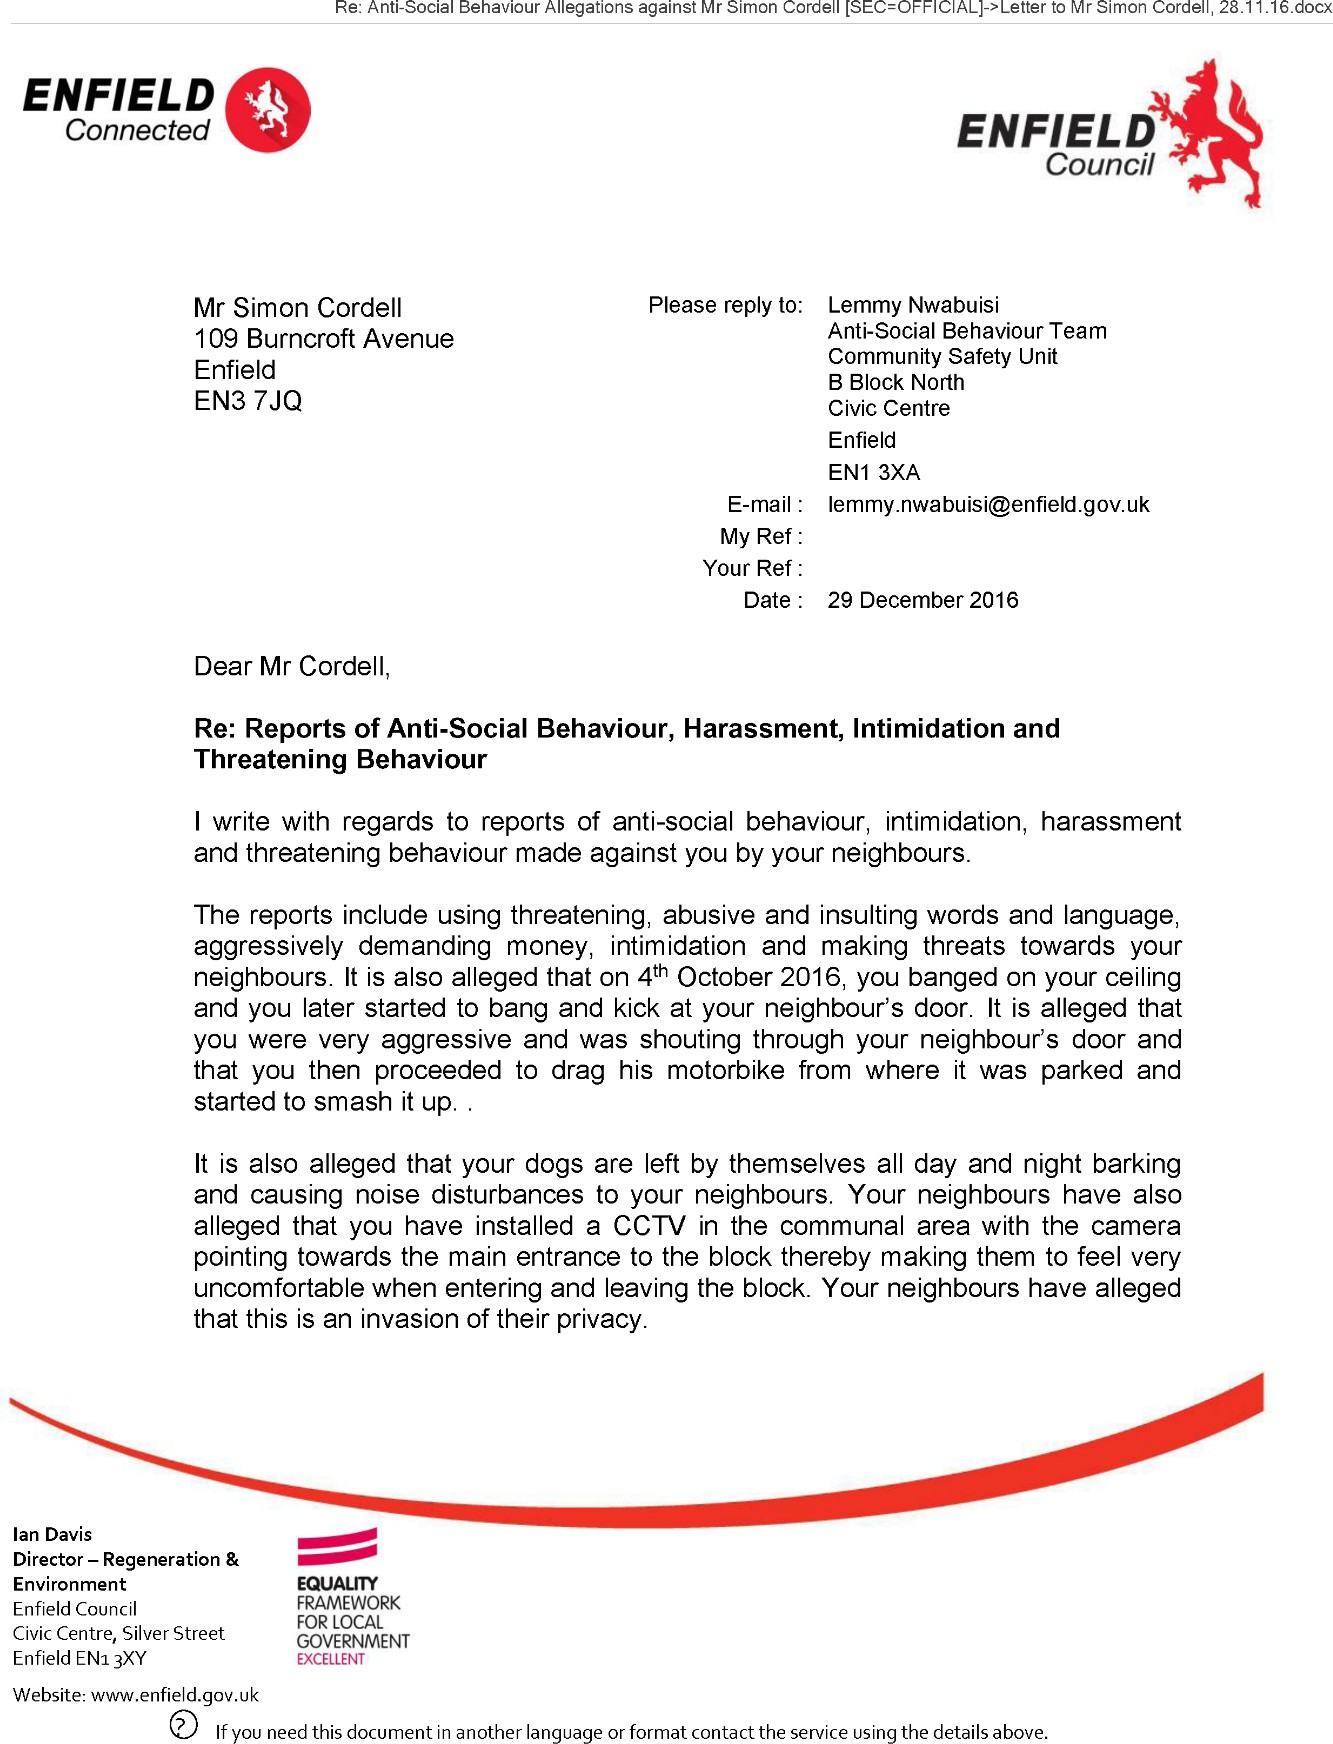 Re: Anti-Social Behaviour Allegations against Mr Simon Cordell [SEC=OFFICIAL]->Letter to Mr Simon Cordell, 28.11.16.docx
ENFIELD
Connected
ENFIELD
Council
Mr Simon Cordell
109 Burncroft Avenue
Enfield
EN3 7JQ
Please reply to: Lemmy Nwabuisi
Anti-Social Behaviour Team
Community Safety Unit
B Block North
Civic Centre
Enfield
EN1 3XA
E-mail : lemmy.nwabuisi@enfield.gov.uk
My Ref :
Your Ref :
Date : 29 December 2016
Dear Mr Cordell,
Re: Reports of Anti-Social Behaviour, Harassment, Intimidation and
Threatening Behaviour
I write with regards to reports of anti-social behaviour, intimidation, harassment
and threatening behaviour made against you by your neighbours.
The reports include using threatening, abusive and insulting words and language,
aggressively demanding money, intimidation and making threats towards your
neighbours. It is also alleged that on 4th October 2016, you banged on your ceiling
and you later started to bang and kick at your neighbour's door. It is alleged that
you were very aggressive and was shouting through your neighbour's door and
that you then proceeded to drag his motorbike from where it was parked and
started to smash it up. .
It is also alleged that your dogs are left by themselves all day and night barking
and causing noise disturbances to your neighbours. Your neighbours have also
alleged that you have installed a CCTV in the communal area with the camera
pointing towards the main entrance to the block thereby making them to feel very
uncomfortable when entering and leaving the block. Your neighbours have alleged
that this is an invasion of their privacy.
Ian Davis
Director – Regeneration &
Environment
Enfield Council
Civic Centre, Silver Street
Enfield EN1 3XY
Website: www.enfield.gov.uk
EQUALITY
FRAMEWORK
FOR LOCAL
GOVERNMENT
EXCELLENT
? If you need this document in another language or format contact the service using the details above.